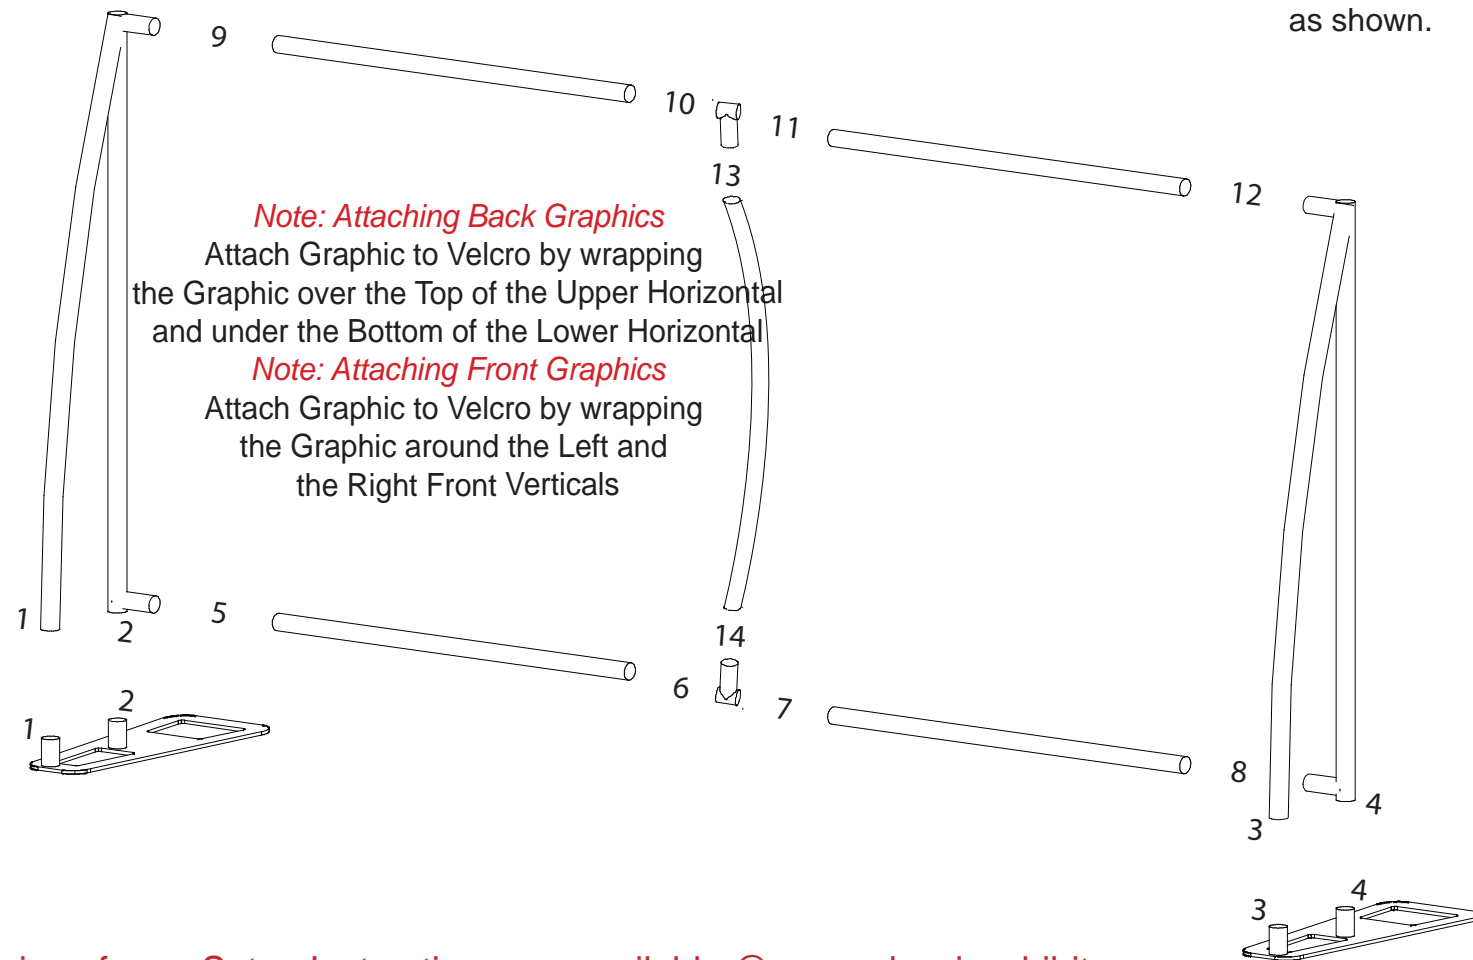 as shown.
9
10
11
13
12
Note: Attaching Back Graphics
Attach Graphic to Velcro by wrapping
the Graphic over the Top of the Upper Horizontal
and under the Bottom of the Lower Horizontal
Note: Attaching Front Graphics
Attach Graphic to Velcro by wrapping
the Graphic around the Left and
the Right Front Verticals
1
2
5
14
6
7
8
4
3
1
2
3
4